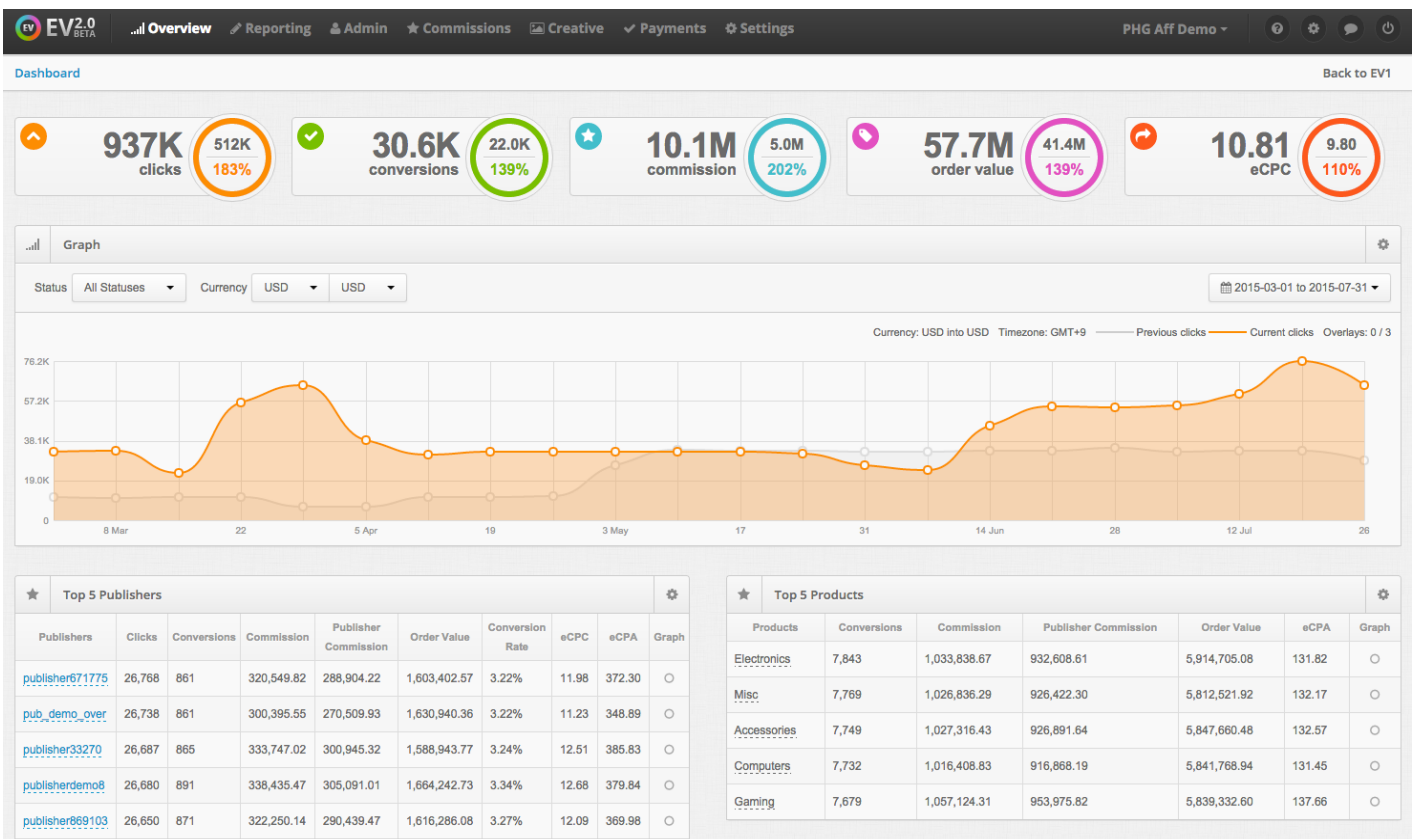 EV EV2.0 BETA Overview Reporting Admin Commissions Creative Payments Settings PHG Aff Demo
Dashboard Back to EV1
937K clicks 512K 183%
30.6K conversions 22.0K 139%
10.1M commission 5.0M 202%
57.7M order value 41.4M 139%
10.81 eCPC 9.80 110%
Graph
Status All Statuses Currency USD USD 2015-03-01 to 2015-07-31
Currency: USD into USD Timezone: GMT+9 Previous clicks Current clicks Overlays: 0 / 3
76.2K
57.2K
38.1K
19.0K
0
8 Mar 22 5 Apr 19 3 May 17 31 14 Jun 28 12 Jul 26
Top 5 Publishers
Publishers Clicks Conversions Commission Publisher Commission Order Value Conversion Rate eCPC eCPA Graph
publisher671775 26,768 861 320,549.82 288,904.22 1,603,402.57 3.22% 11.98 372.30
pub_demo_over 26,738 861 300,395.55 270,509.93 1,630,940.36 3.22% 11.23 348.89
publisher33270 26,687 865 333,747.02 300,945.32 1,588,943.77 3.24% 12.51 385.83
publisherdemo8 26,680 891 338,435.47 305,091.01 1,664,242.73 3.34% 12.68 379.84
publisher869103 26,650 871 322,250.14 290,439.47 1,616,286.08 3.27% 12.09 369.98
Top 5 Products
Products Conversions Commission Publisher Commission Order Value eCPA Graph
Electronics 7,843 1,033,838.67 932,608.61 5,914,705.08 131.82
Misc 7,769 1,026,836.29 926,422.30 5,812,521.92 132.17
Accessories 7,749 1,027,316.43 926,891.64 5,847,660.48 132.57
Computers 7,732 1,016,408.83 916,868.19 5,841,768.94 131.45
Gaming 7,679 1,057,124.31 953,975.82 5,839,332.60 137.66